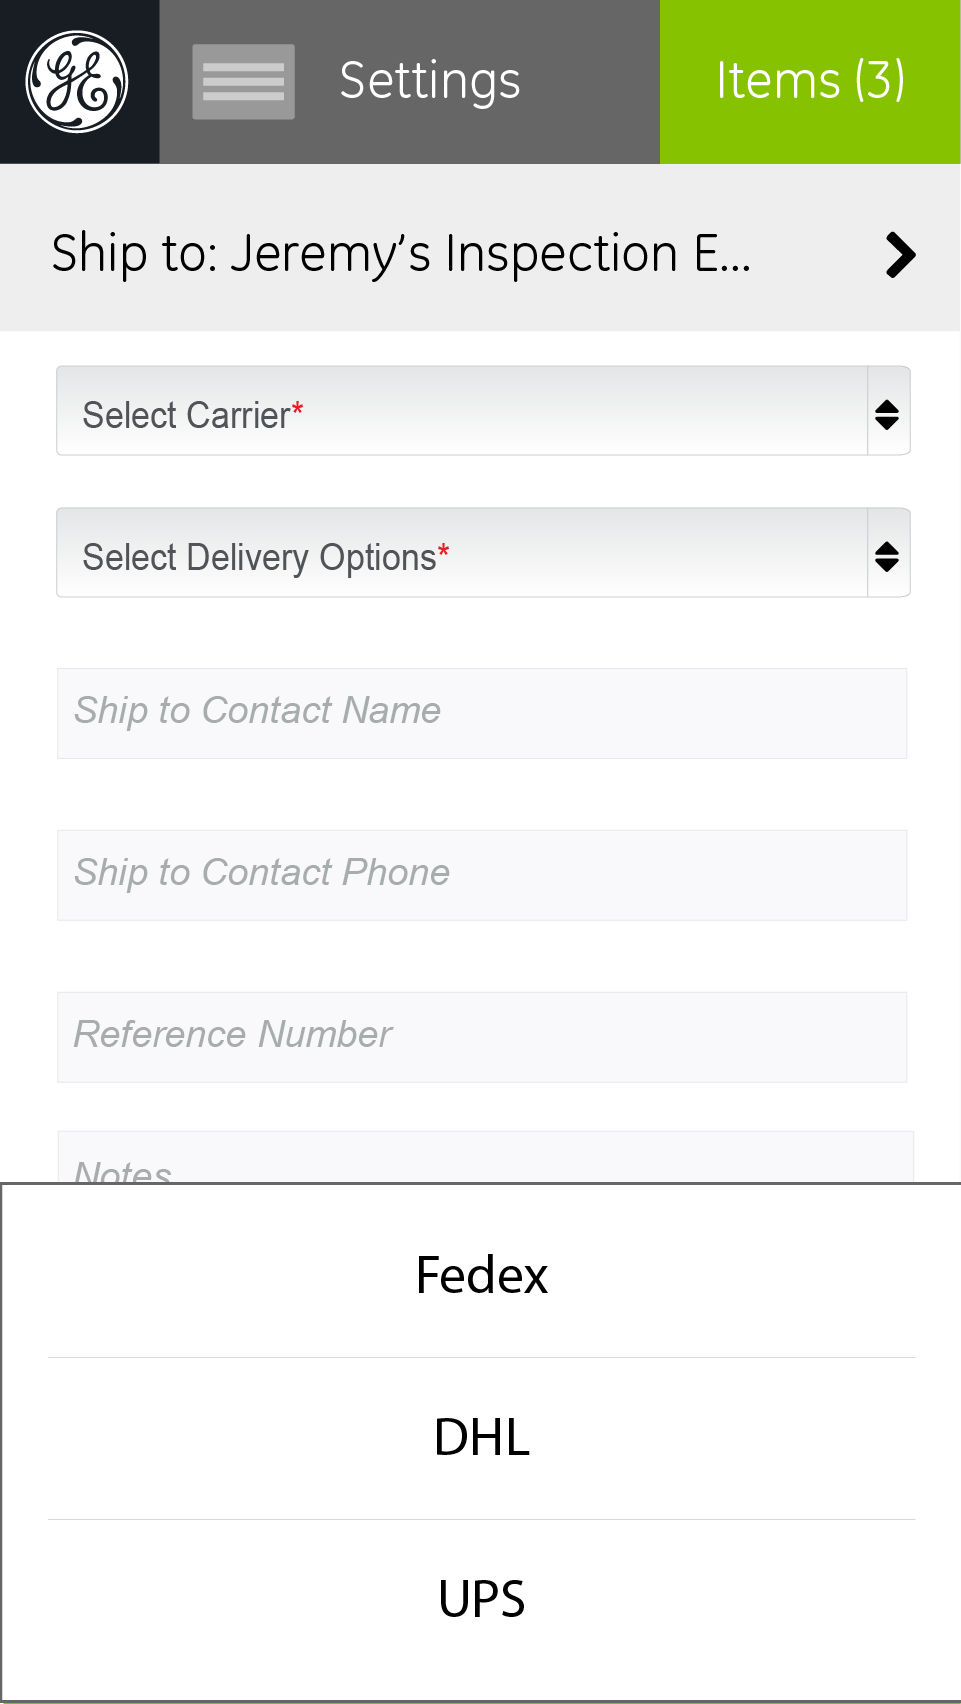 GE
Settings
Items (3)
Ship to: Jeremy’s Inspection E...
Select Carrier*
Select Delivery Options*
Ship to Contact Name
Ship to Contact Phone
Reference Number
Notes
Fedex
DHL
UPS